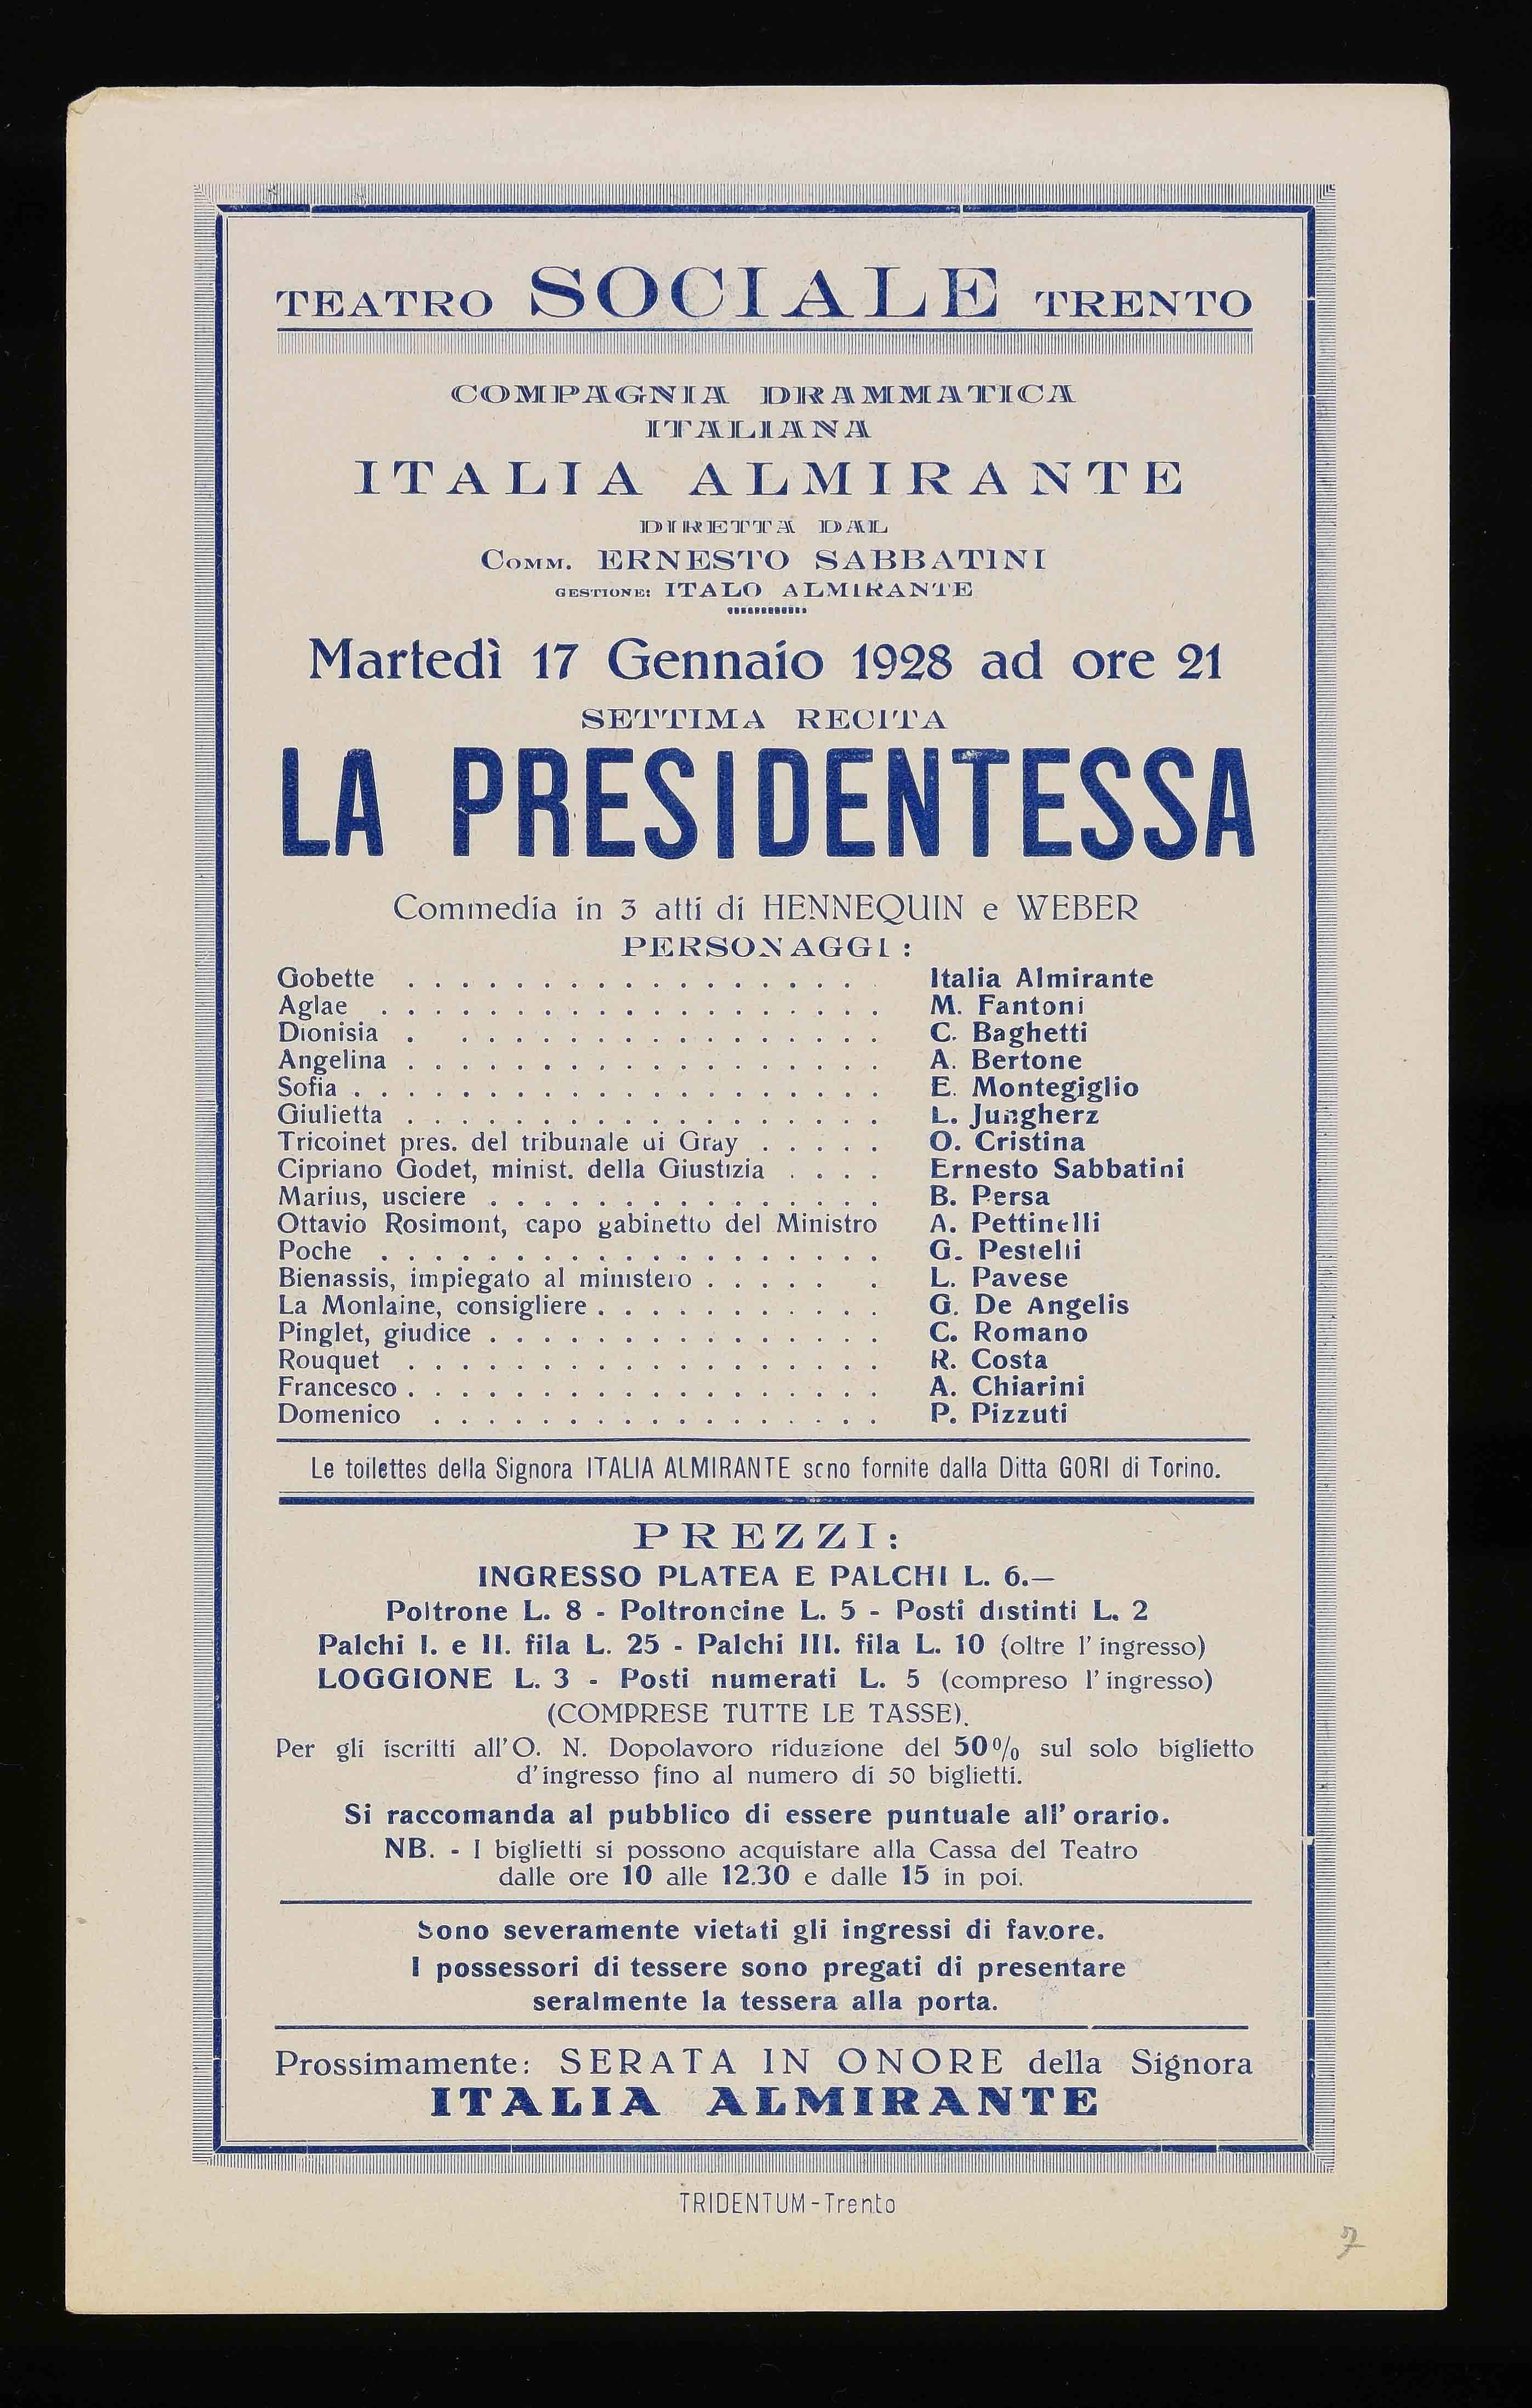 TEATRO SOCIALE TRENTO
COMPAGNIA DRAMMATICA
ITALIANA
ITALIA ALMIRANTE
DIRETTA DAL
COMM. ERNESTO SABBATINI
GESTIONE: ITALO ALMIRANTE
Martedì 17 Gennaio 1928 ad ore 21
SETTIMA RECITA
LA PRESIDENTESSA
Commedia in 3 atti di HENNEQUIN e WEBER
PERSONAGGI:
Gobette . . . . . . . . . . . . . . . . . Italia Almirante
Aglae . . . . . . . . . . . . . . . . . . . M. Fantoni
Dionisia . . . . . . . . . . . . . . . . . C. Baghetti
Angelina . . . . . . . . . . . . . . . . . . A. Bertone
Sofia . . . . . . . . . . . . . . . . . . . . E. Montegiglio
Giulietta . . . . . . . . . . . . . . . . . . L. Jungherz
Tricoinet pres. del tribunale di Gray . . . . . O. Cristina
Cipriano Godet, minist. della Giustizia . . . . Ernesto Sabbatini
Marius, usciere . . . . . . . . . . . . . . . B. Persa
Ottavio Rosimont, capo gabinetto del Ministro A. Pettinelli
Poche . . . . . . . . . . . . . . . . . . . G. Pestelli
Bienassis, impiegato al ministero . . . . . . L. Pavese
La Monlaine, consigliere . . . . . . . . . . . G. De Angelis
Pinglet, giudice . . . . . . . . . . . . . . . C. Romano
Rouquet . . . . . . . . . . . . . . . . . . R. Costa
Francesco . . . . . . . . . . . . . . . . . . A. Chiarini
Domenico . . . . . . . . . . . . . . . . . P. Pizzuti
Le toilettes della Signora ITALIA ALMIRANTE sono fornite dalla Ditta GORI di Torino.
PREZZI:
INGRESSO PLATEA E PALCHI L. 6.—
Poltrone L. 8 - Poltroncine L. 5 - Posti distinti L. 2
Palchi I. e II. fila L. 25 - Palchi III. fila L. 10 (oltre l'ingresso)
LOGGIONE L. 3 - Posti numerati L. 5 (compreso l'ingresso)
(COMPRESE TUTTE LE TASSE).
Per gli iscritti all'O. N. Dopolavoro riduzione del 50% sul solo biglietto
d'ingresso fino al numero di 50 biglietti.
Si raccomanda al pubblico di essere puntuale all'orario.
NB. - I biglietti si possono acquistare alla Cassa del Teatro
dalle ore 10 alle 12.30 e dalle 15 in poi.
Sono severamente vietati gli ingressi di favore.
I possessori di tessere sono pregati di presentare
seralmente la tessera alla porta.
Prossimamente: SERATA IN ONORE della Signora
ITALIA ALMIRANTE
TRIDENTUM - Trento